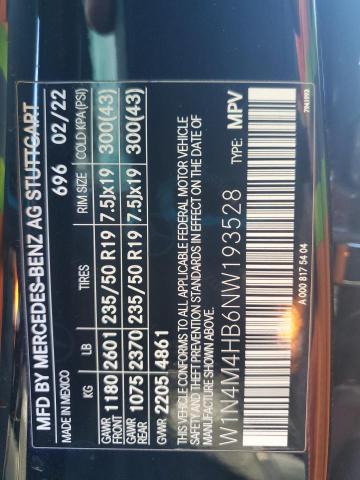 MFD BY MERCEDES-BENZ AG STUTTGART
MADE IN MEXICO 696 02/22
KG LB TIRES RIM SIZE COLD KPA(PSI)
GAWR FRONT 1180 2601 235/50 R19 7.5Jx19 300(43)
GAWR REAR 1075 2370 235/50 R19 7.5Jx19 300(43)
GVWR 2205 4861
THIS VEHICLE CONFORMS TO ALL APPLICABLE FEDERAL MOTOR VEHICLE
SAFETY AND THEFT PREVENTION STANDARDS IN EFFECT ON THE DATE OF
MANUFACTURE SHOWN ABOVE.
W1N4M4HB6NW193528 TYPE: MPV
A 000 817 54 04